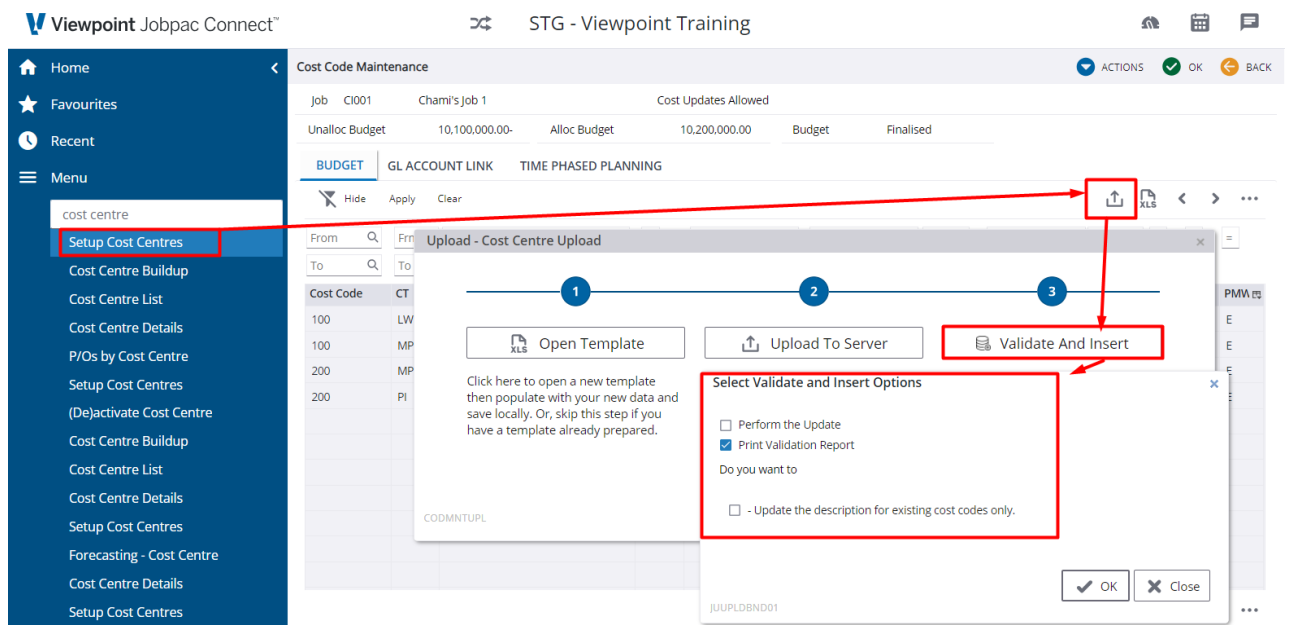 Viewpoint Jobpac Connect™
STG - Viewpoint Training
Home
Favourites
Recent
Menu
cost centre
Setup Cost Centres
Cost Centre Buildup
Cost Centre List
Cost Centre Details
P/Os by Cost Centre
Setup Cost Centres
(De)activate Cost Centre
Cost Centre Buildup
Cost Centre List
Cost Centre Details
Setup Cost Centres
Forecasting - Cost Centre
Cost Centre Details
Setup Cost Centres
Cost Code Maintenance
ACTIONS OK BACK
Job CI001 Chami's Job 1 Cost Updates Allowed
Unalloc Budget 10,100,000.00- Alloc Budget 10,200,000.00 Budget Finalised
BUDGET GL ACCOUNT LINK TIME PHASED PLANNING
Hide Apply Clear XLS
From =
To To
Cost Code CT PMW
100 LW E
100 MP E
200 MP E
200 PI
Upload - Cost Centre Upload
1 2 3
XLS Open Template Upload To Server Validate And Insert
Click here to open a new template
then populate with your new data and
save locally. Or, skip this step if you
have a template already prepared.
CODMNTUPL
Select Validate and Insert Options
Perform the Update
Print Validation Report
Do you want to
- Update the description for existing cost codes only.
OK Close
JUUPLDBND01